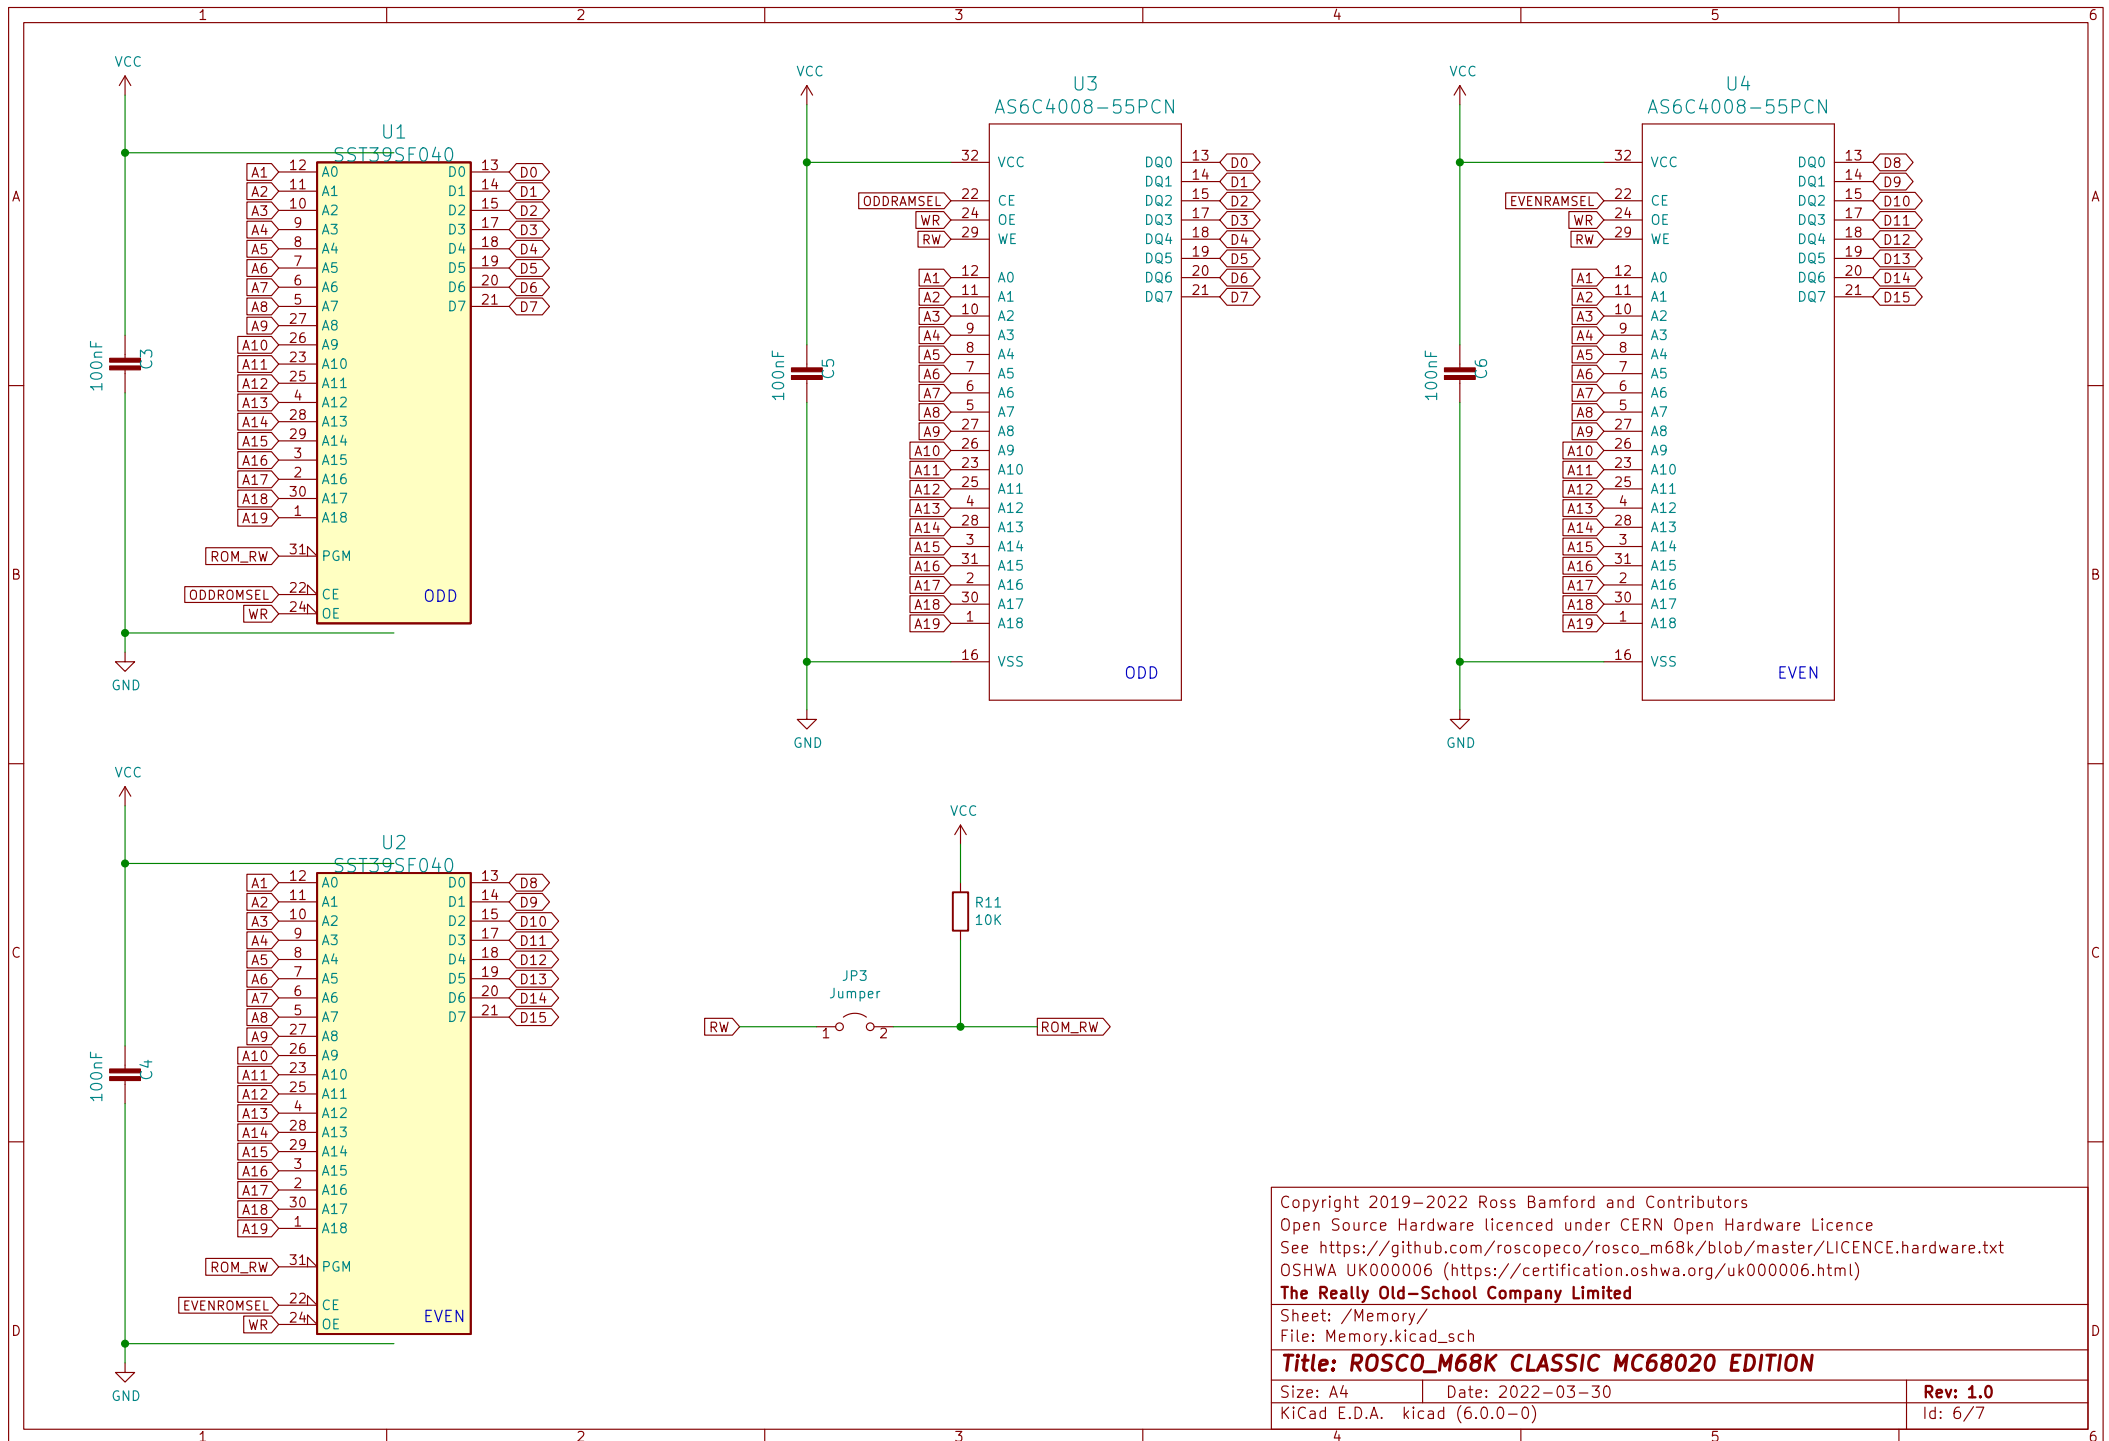 1 2 3 4 5 6
A
B
C
D
VCC
U1
SST39SF040
A1 12 A0 D0 13 D0
A2 11 A1 D1 14 D1
A3 10 A2 D2 15 D2
A4 9 A3 D3 17 D3
A5 8 A4 D4 18 D4
A6 7 A5 D5 19 D5
A7 6 A6 D6 20 D6
A8 5 A7 D7 21 D7
A9 27 A8
A10 26 A9
A11 23 A10
A12 25 A11
A13 4 A12
A14 28 A13
A15 29 A14
A16 3 A15
A17 2 A16
A18 30 A17
A19 1 A18
ROM_RW 31 PGM
ODDROMSEL 22 CE
WR 24 OE
ODD
100nF
C3
GND
VCC
U3
AS6C4008-55PCN
32 VCC DQ0 13 D0
DQ1 14 D1
ODDRAMSEL 22 CE DQ2 15 D2
WR 24 OE DQ3 17 D3
RW 29 WE DQ4 18 D4
DQ5 19 D5
A1 12 A0 DQ6 20 D6
A2 11 A1 DQ7 21 D7
A3 10 A2
A4 9 A3
A5 8 A4
A6 7 A5
A7 6 A6
A8 5 A7
A9 27 A8
A10 26 A9
A11 23 A10
A12 25 A11
A13 4 A12
A14 28 A13
A15 3 A14
A16 31 A15
A17 2 A16
A18 30 A17
A19 1 A18
16 VSS
ODD
100nF
C5
GND
VCC
U4
AS6C4008-55PCN
32 VCC DQ0 13 D8
DQ1 14 D9
EVENRAMSEL 22 CE DQ2 15 D10
WR 24 OE DQ3 17 D11
RW 29 WE DQ4 18 D12
DQ5 19 D13
A1 12 A0 DQ6 20 D14
A2 11 A1 DQ7 21 D15
A3 10 A2
A4 9 A3
A5 8 A4
A6 7 A5
A7 6 A6
A8 5 A7
A9 27 A8
A10 26 A9
A11 23 A10
A12 25 A11
A13 4 A12
A14 28 A13
A15 3 A14
A16 31 A15
A17 2 A16
A18 30 A17
A19 1 A18
16 VSS
EVEN
100nF
C6
GND
VCC
U2
SST39SF040
A1 12 A0 D0 13 D8
A2 11 A1 D1 14 D9
A3 10 A2 D2 15 D10
A4 9 A3 D3 17 D11
A5 8 A4 D4 18 D12
A6 7 A5 D5 19 D13
A7 6 A6 D6 20 D14
A8 5 A7 D7 21 D15
A9 27 A8
A10 26 A9
A11 23 A10
A12 25 A11
A13 4 A12
A14 28 A13
A15 29 A14
A16 3 A15
A17 2 A16
A18 30 A17
A19 1 A18
ROM_RW 31 PGM
EVENROMSEL 22 CE
WR 24 OE
EVEN
100nF
C4
GND
VCC
R11
10K
JP3
Jumper
RW 1 2 ROM_RW
Copyright 2019-2022 Ross Bamford and Contributors
Open Source Hardware licenced under CERN Open Hardware Licence
See https://github.com/roscopeco/rosco_m68k/blob/master/LICENCE.hardware.txt
OSHWA UK000006 (https://certification.oshwa.org/uk000006.html)
The Really Old-School Company Limited
Sheet: /Memory/
File: Memory.kicad_sch
Title: ROSCO_M68K CLASSIC MC68020 EDITION
Size: A4 Date: 2022-03-30 Rev: 1.0
KiCad E.D.A. kicad (6.0.0-0) Id: 6/7
A
B
C
D
1 2 3 4 5 6